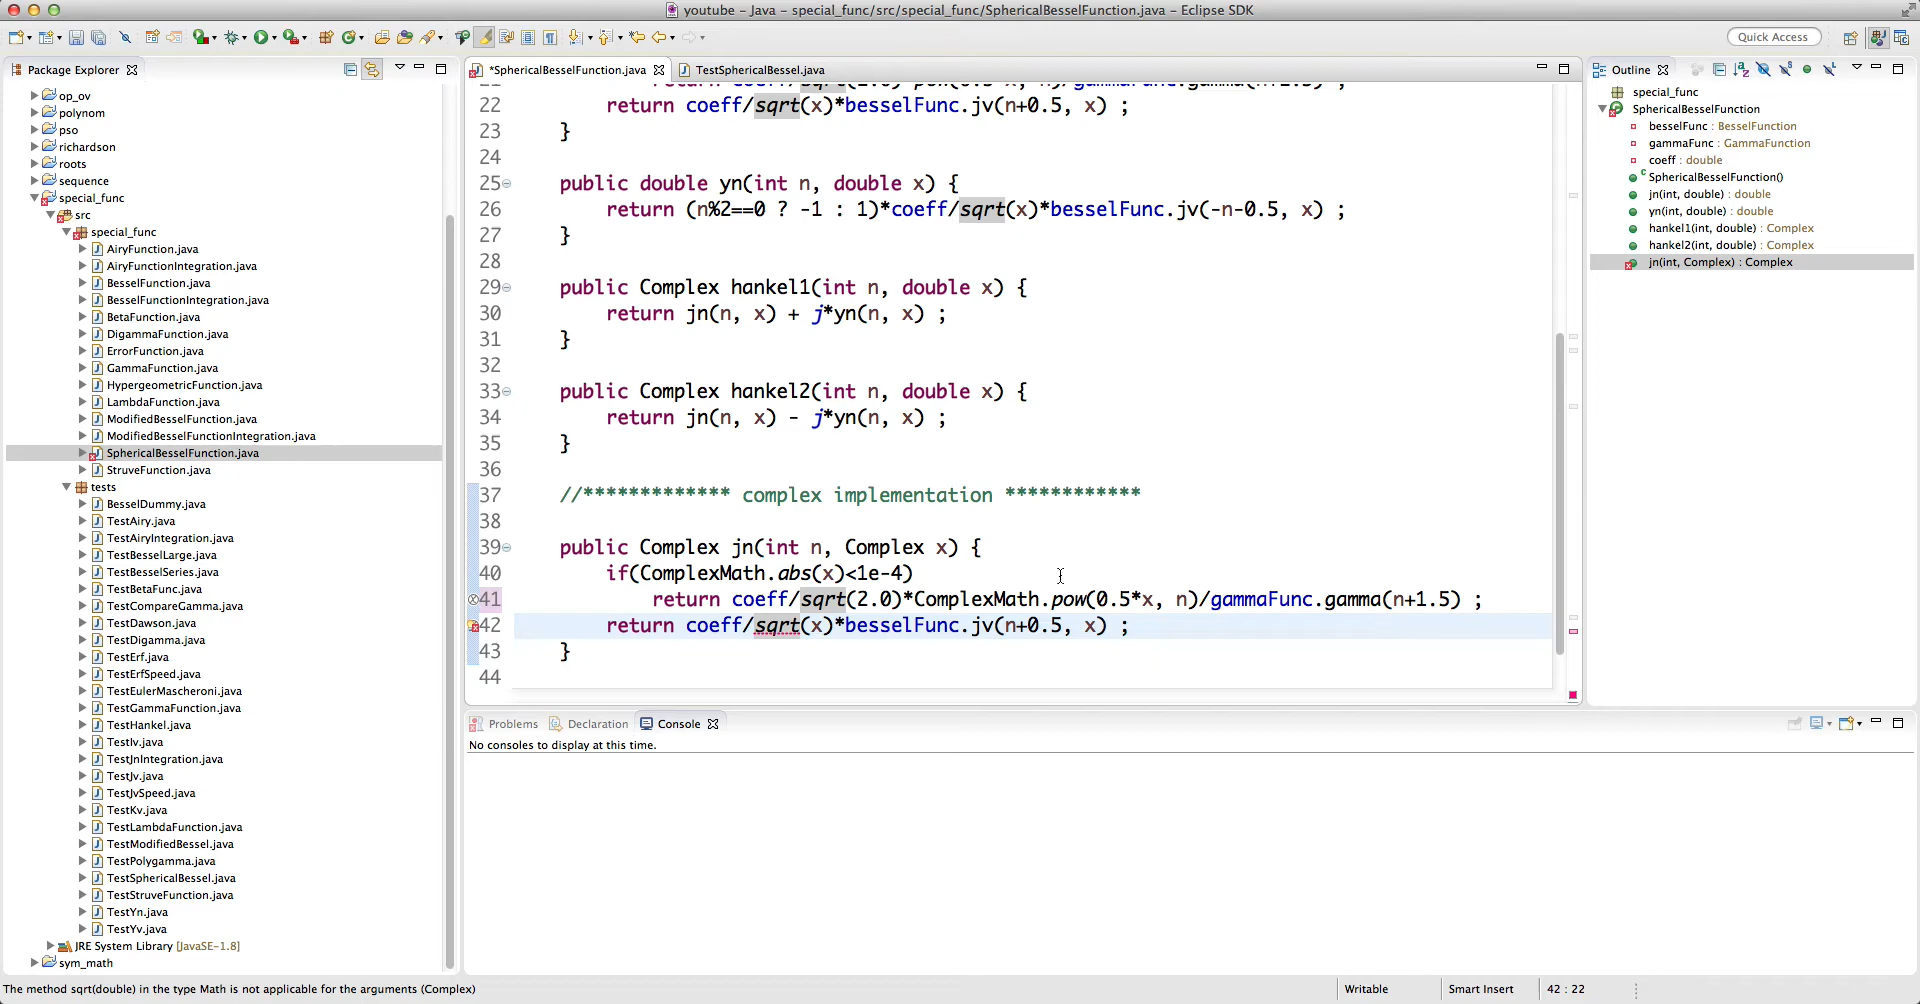 youtube – Java – special_func/src/special_func/SphericalBesselFunction.java – Eclipse SDK
Quick Access
Package Explorer
op_ov
polynom
pso
richardson
roots
sequence
special_func
src
special_func
AiryFunction.java
AiryFunctionIntegration.java
BesselFunction.java
BesselFunctionIntegration.java
BetaFunction.java
DigammaFunction.java
ErrorFunction.java
GammaFunction.java
HypergeometricFunction.java
LambdaFunction.java
ModifiedBesselFunction.java
ModifiedBesselFunctionIntegration.java
SphericalBesselFunction.java
StruveFunction.java
tests
BesselDummy.java
TestAiry.java
TestAiryIntegration.java
TestBesselLarge.java
TestBesselSeries.java
TestBetaFunc.java
TestCompareGamma.java
TestDawson.java
TestDigamma.java
TestErf.java
TestErfSpeed.java
TestEulerMascheroni.java
TestGammaFunction.java
TestHankel.java
TestIv.java
TestJnIntegration.java
TestJv.java
TestJvSpeed.java
TestKv.java
TestLambdaFunction.java
TestModifiedBessel.java
TestPolygamma.java
TestSphericalBessel.java
TestStruveFunction.java
TestYn.java
TestYv.java
JRE System Library [JavaSE-1.8]
sym_math
*SphericalBesselFunction.java
TestSphericalBessel.java
22 return coeff/sqrt(x)*besselFunc.jv(n+0.5, x) ;
23 }
24
25 public double yn(int n, double x) {
26 return (n%2==0 ? -1 : 1)*coeff/sqrt(x)*besselFunc.jv(-n-0.5, x) ;
27 }
28
29 public Complex hankel1(int n, double x) {
30 return jn(n, x) + j*yn(n, x) ;
31 }
32
33 public Complex hankel2(int n, double x) {
34 return jn(n, x) - j*yn(n, x) ;
35 }
36
37 //************* complex implementation ************
38
39 public Complex jn(int n, Complex x) {
40 if(ComplexMath.abs(x)<1e-4)
41 return coeff/sqrt(2.0)*ComplexMath.pow(0.5*x, n)/gammaFunc.gamma(n+1.5) ;
42 return coeff/sqrt(x)*besselFunc.jv(n+0.5, x) ;
43 }
44
Problems
Declaration
Console
No consoles to display at this time.
Outline
special_func
SphericalBesselFunction
besselFunc : BesselFunction
gammaFunc : GammaFunction
coeff : double
SphericalBesselFunction()
jn(int, double) : double
yn(int, double) : double
hankel1(int, double) : Complex
hankel2(int, double) : Complex
jn(int, Complex) : Complex
The method sqrt(double) in the type Math is not applicable for the arguments (Complex)
Writable
Smart Insert
42 : 22